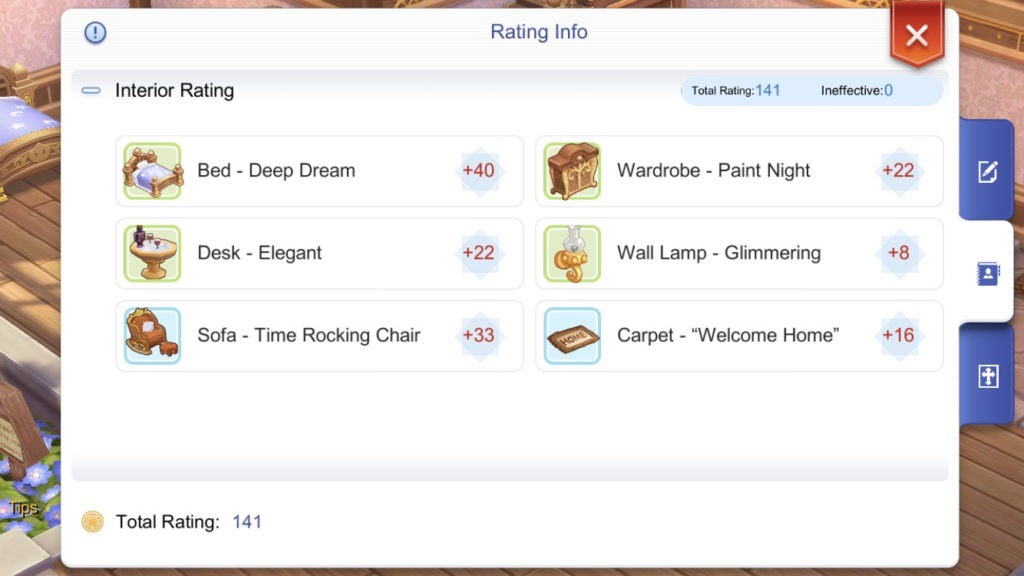 Rating Info
Interior Rating
Total Rating:141 Ineffective:0
Bed - Deep Dream +40
Wardrobe - Paint Night +22
Desk - Elegant +22
Wall Lamp - Glimmering +8
Sofa - Time Rocking Chair +33
HOME
Carpet - “Welcome Home” +16
Tips
Total Rating: 141